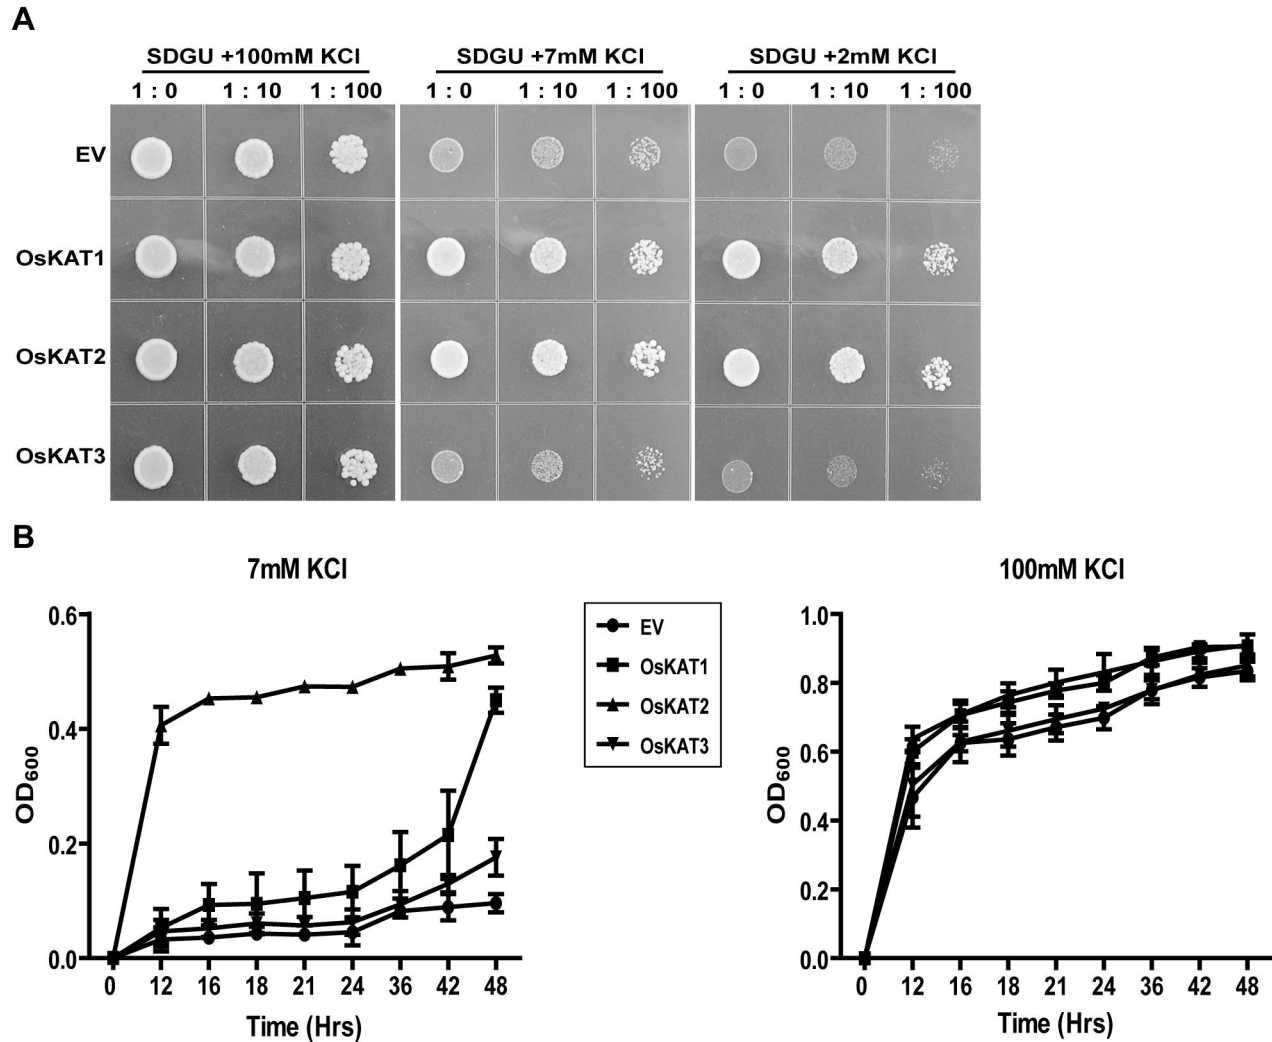 A
SDGU +100mM KCl SDGU +7mM KCl SDGU +2mM KCl
1 : 0 1 : 10 1 : 100 1 : 0 1 : 10 1 : 100 1 : 0 1 : 10 1 : 100
EV
OsKAT1
OsKAT2
OsKAT3
B
7mM KCl
0.6
0.4
0.2
0.0
OD600
0 12 16 18 21 24 36 42 48
Time (Hrs)
EV
OsKAT1
OsKAT2
OsKAT3
100mM KCl
1.0
0.8
0.6
0.4
0.2
0.0
OD600
0 12 16 18 21 24 36 42 48
Time (Hrs)